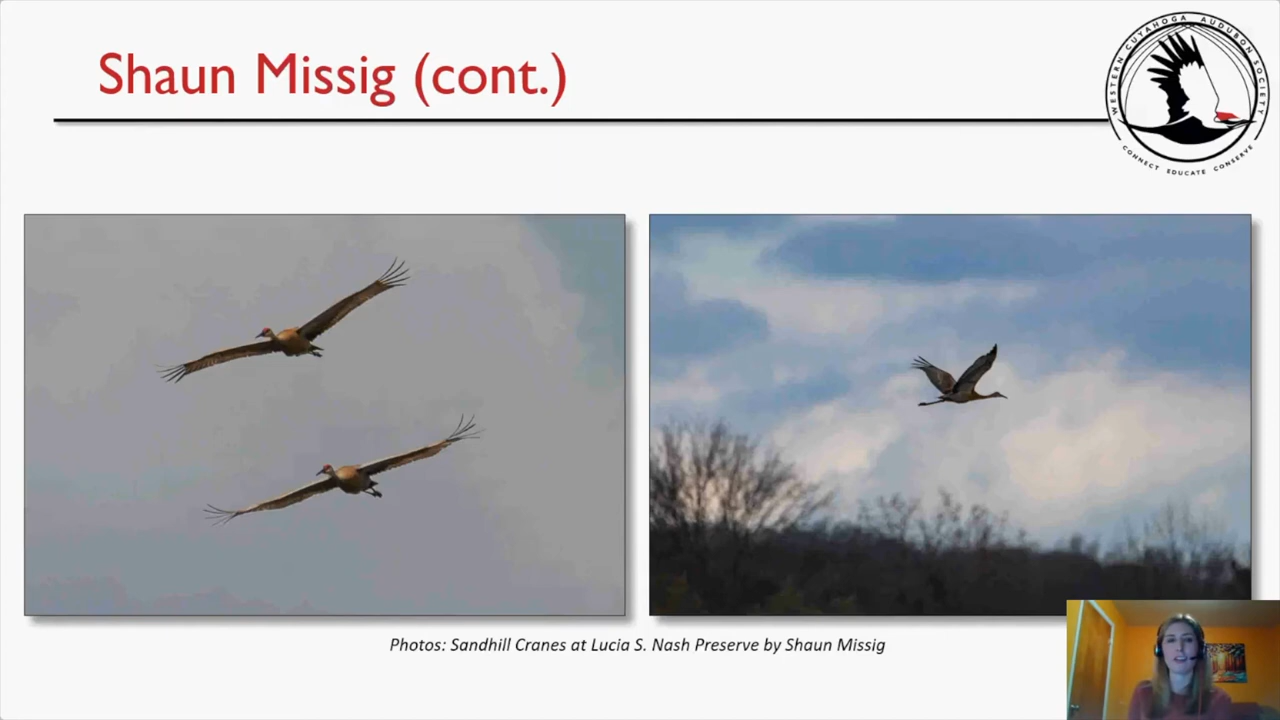 Shaun Missig (cont.)
WESTERN CUYAHOGA AUDUBON SOCIETY
CONNECT EDUCATE CONSERVE
Photos: Sandhill Cranes at Lucia S. Nash Preserve by Shaun Missig